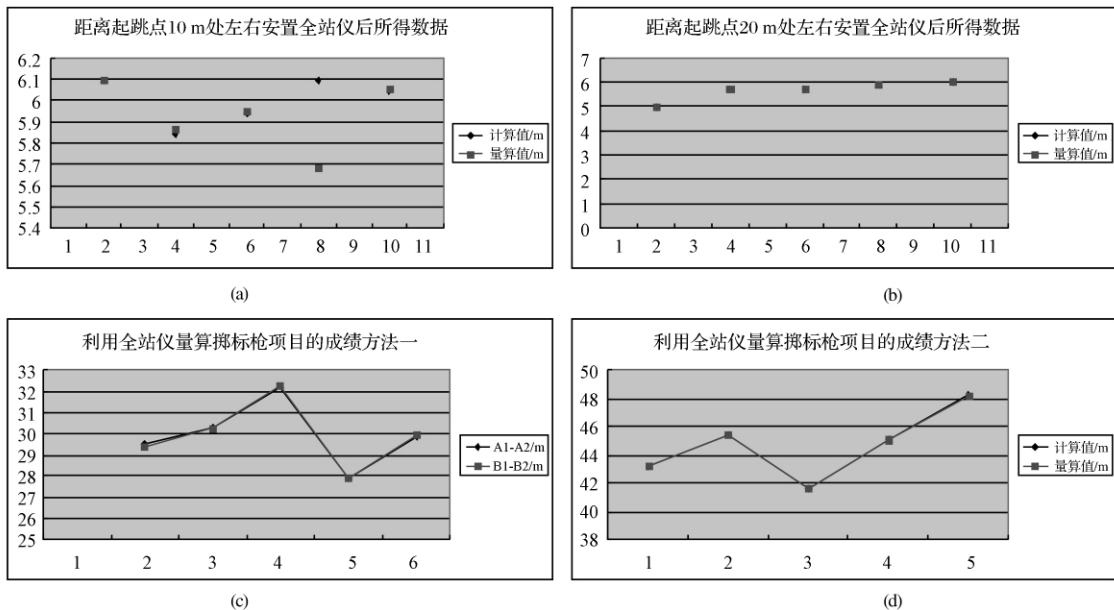 距离起跳点10 m处左右安置全站仪后所得数据
6.2
6.1
6
5.9
5.8
5.7
5.6
5.5
5.4
1 2 3 4 5 6 7 8 9 10 11
计算值/m
量算值/m
(a)
距离起跳点20 m处左右安置全站仪后所得数据
7
6
5
4
3
2
1
0
1 2 3 4 5 6 7 8 9 10 11
计算值/m
量算值/m
(b)
利用全站仪量算掷标枪项目的成绩方法一
33
32
31
30
29
28
27
26
25
1 2 3 4 5 6
A1-A2/m
B1-B2/m
(c)
利用全站仪量算掷标枪项目的成绩方法二
50
48
46
44
42
40
38
1 2 3 4 5
计算值/m
量算值/m
(d)